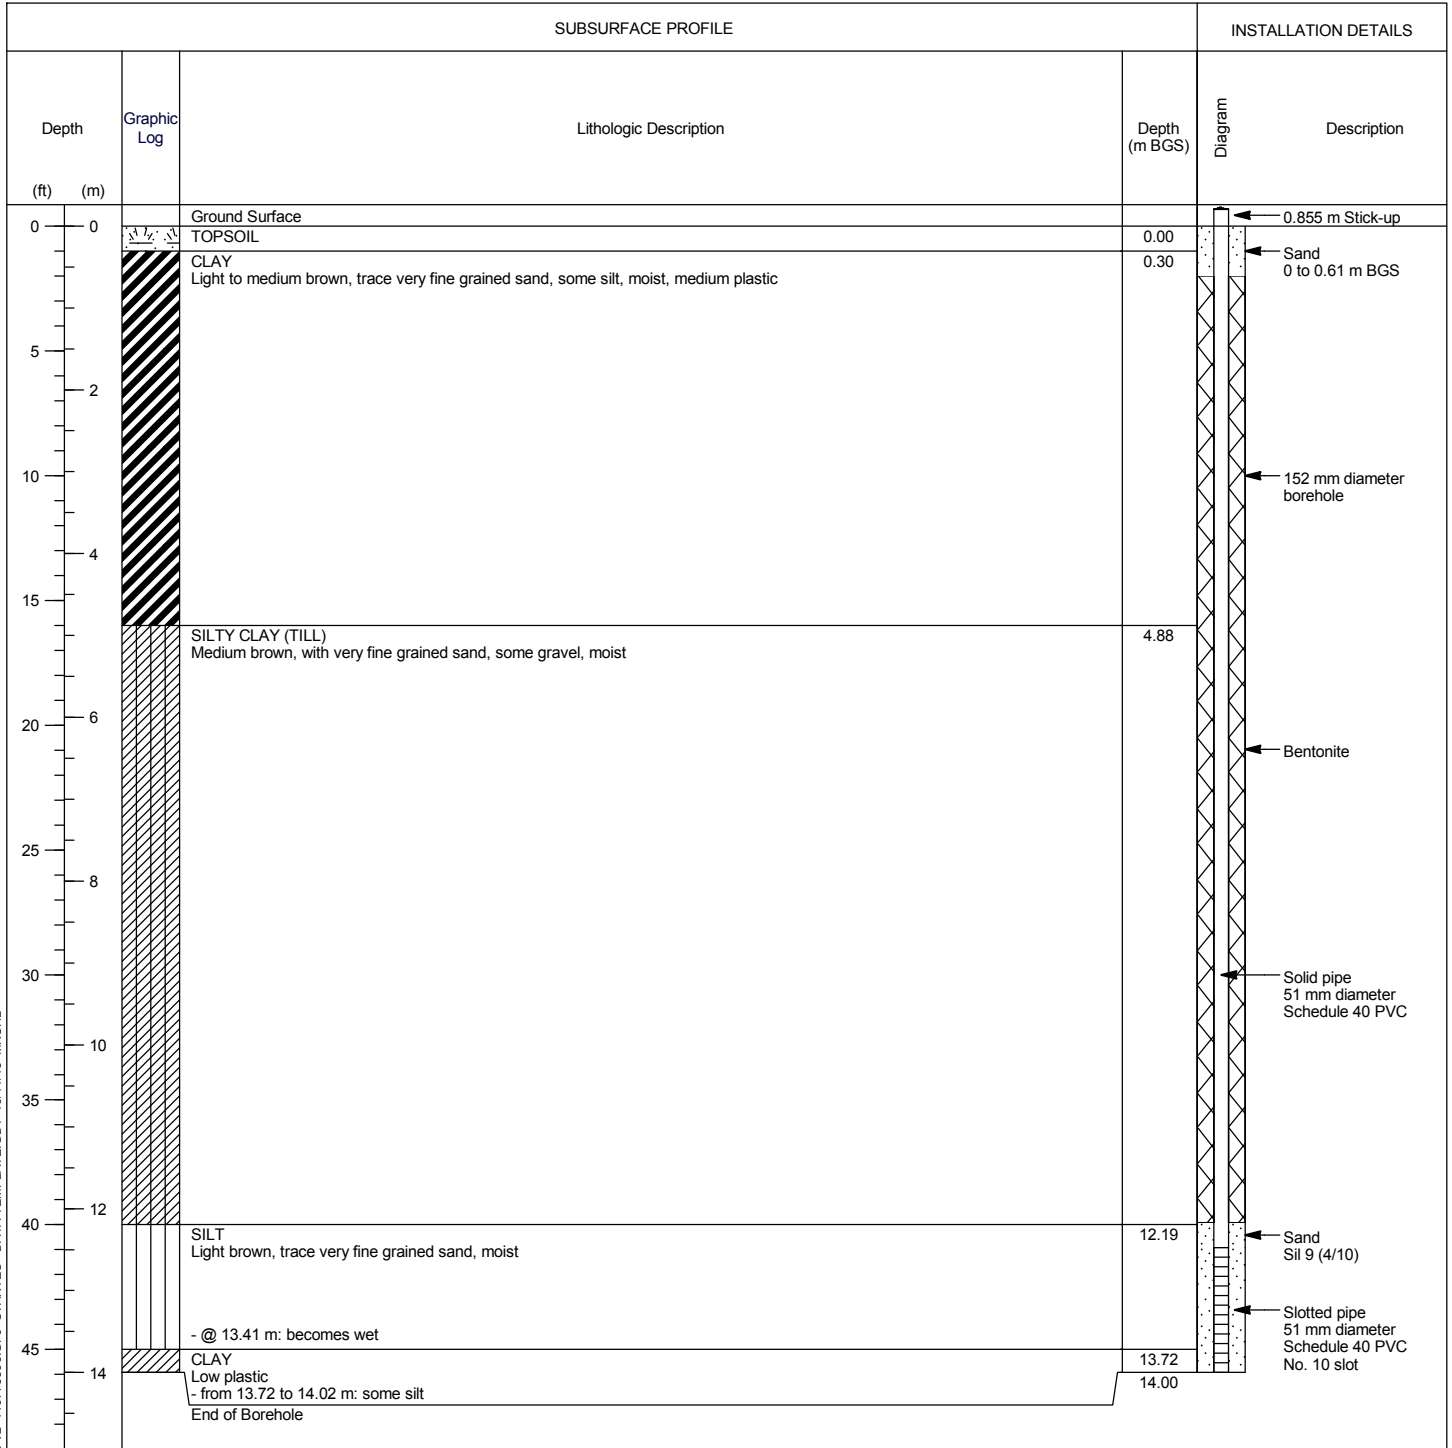 SUBSURFACE PROFILE
INSTALLATION DETAILS
Depth
Graphic
Log
Lithologic Description
Depth
(m BGS)
Diagram
Description
(ft)
(m)
Ground Surface
0.855 m Stick-up
0
0
TOPSOIL
0.00
CLAY
0.30
Light to medium brown, trace very fine grained sand, some silt, moist, medium plastic
Sand
0 to 0.61 m BGS
5
2
10
152 mm diameter
borehole
4
15
SILTY CLAY (TILL)
4.88
Medium brown, with very fine grained sand, some gravel, moist
6
20
Bentonite
25
8
30
Solid pipe
51 mm diameter
Schedule 40 PVC
10
35
12
40
SILT
12.19
Light brown, trace very fine grained sand, moist
Sand
Sil 9 (4/10)
- @ 13.41 m: becomes wet
Slotted pipe
51 mm diameter
Schedule 40 PVC
No. 10 slot
45
CLAY
13.72
Low plastic
14
14.00
- from 13.72 to 14.02 m: some silt
End of Borehole